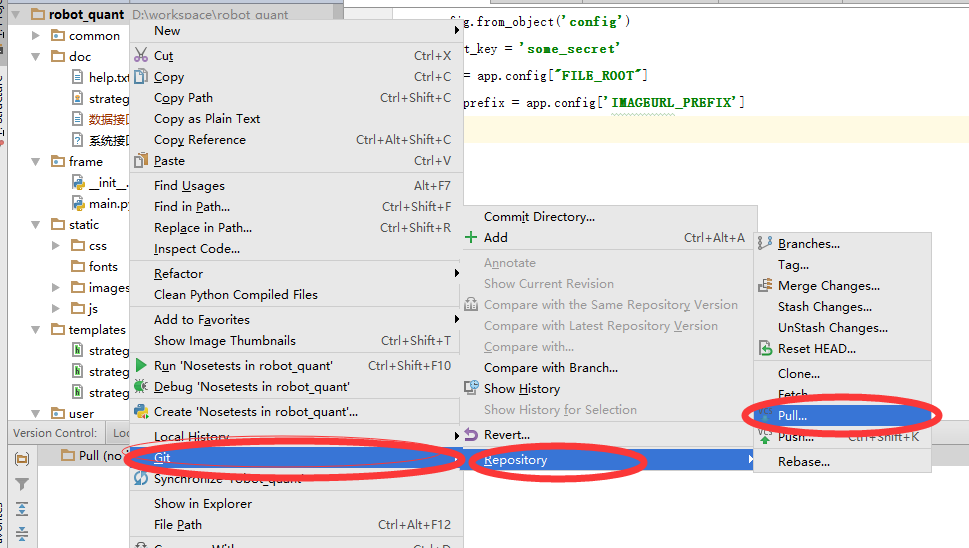 robot_quant D:\workspace\robot_quant
common
doc
help.txt
strateg
数据接口
系统接口
frame
__init__.
main.py
static
css
fonts
images
js
templates
strateg
strateg
strateg
user
Version Control:
Pull (no
fig.from_object('config')
t_key = 'some_secret'
= app.config["FILE_ROOT"]
prefix = app.config['IMAGEURL_PREFIX']
New
Cut Ctrl+X
Copy Ctrl+C
Copy Path Ctrl+Shift+C
Copy as Plain Text
Copy Reference Ctrl+Alt+Shift+C
Paste Ctrl+V
Find Usages Alt+F7
Find in Path... Ctrl+Shift+F
Replace in Path... Ctrl+Shift+R
Inspect Code...
Refactor
Clean Python Compiled Files
Add to Favorites
Show Image Thumbnails Ctrl+Shift+T
Run 'Nosetests in robot_quant' Ctrl+Shift+F10
Debug 'Nosetests in robot_quant'
Create 'Nosetests in robot_quant'...
Local History
Git
Synchronize 'robot_quant'
Show in Explorer
File Path Ctrl+Alt+F12
Commit Directory...
Add Ctrl+Alt+A
Annotate
Show Current Revision
Compare with the Same Repository Version
Compare with Latest Repository Version
Compare with...
Compare with Branch...
Show History
Show History for Selection
Revert...
Repository
Branches...
Tag...
Merge Changes...
Stash Changes...
UnStash Changes...
Reset HEAD...
Clone...
Fetch
Pull...
Push... Ctrl+Shift+K
Rebase...